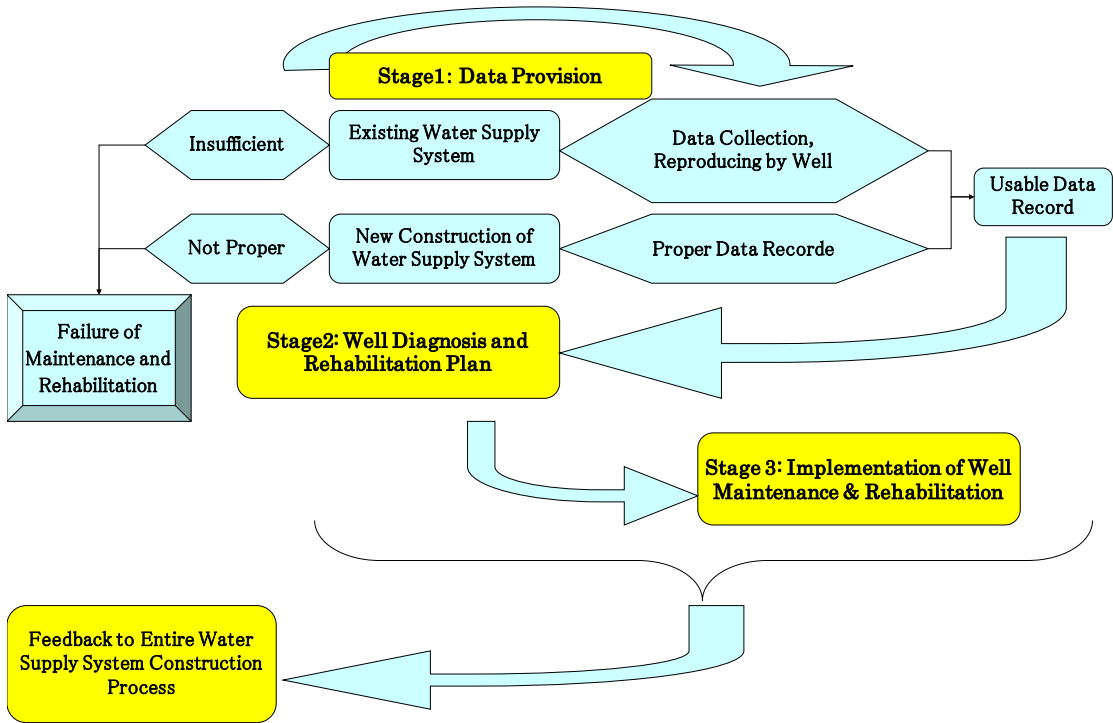 Stage1: Data Provision
Insufficient
Existing Water Supply
System
Data Collection,
Reproducing by Well
Usable Data
Record
Not Proper
New Construction of
Water Supply System
Proper Data Recorde
Failure of
Maintenance and
Rehabilitation
Stage2: Well Diagnosis and
Rehabilitation Plan
Stage 3: Implementation of Well
Maintenance & Rehabilitation
Feedback to Entire Water
Supply System Construction
Process